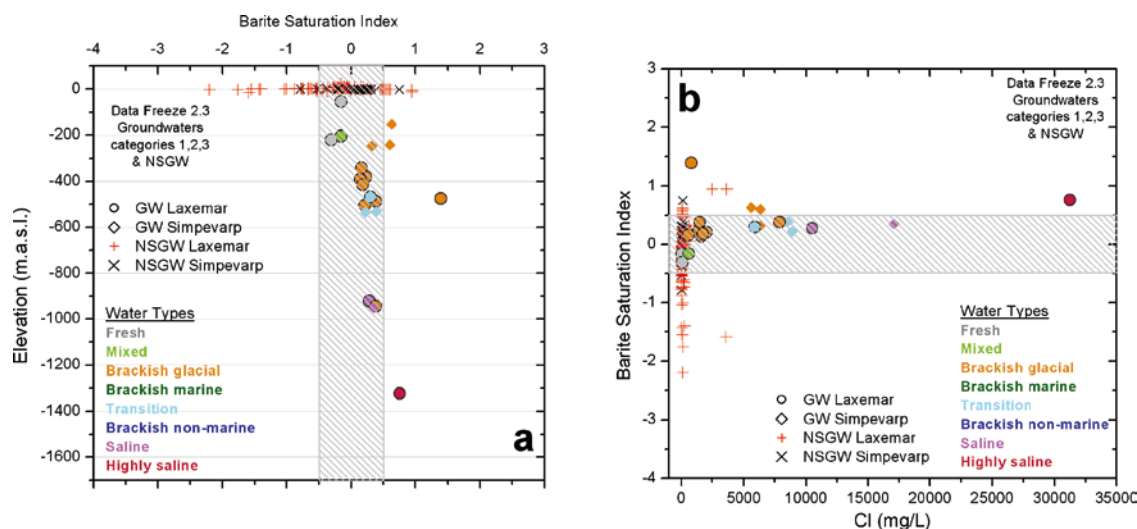 Barite Saturation Index
-4 -3 -2 -1 0 1 2 3
0
-200
-400
-600
-800
-1000
-1200
-1400
-1600
Elevation (m.a.s.l.)
Data Freeze 2.3
Groundwaters
categories 1,2,3
& NSGW
GW Laxemar
GW Simpevarp
NSGW Laxemar
NSGW Simpevarp
Water Types
Fresh
Mixed
Brackish glacial
Brackish marine
Transition
Brackish non-marine
Saline
Highly saline
a
b
Data Freeze 2.3
Groundwaters
categories 1,2,3
& NSGW
3
2
1
0
-1
-2
-3
-4
Barite Saturation Index
Water Types
Fresh
Mixed
Brackish glacial
Brackish marine
Transition
Brackish non-marine
Saline
Highly saline
GW Laxemar
GW Simpevarp
NSGW Laxemar
NSGW Simpevarp
0 5000 10000 15000 20000 25000 30000 35000
Cl (mg/L)